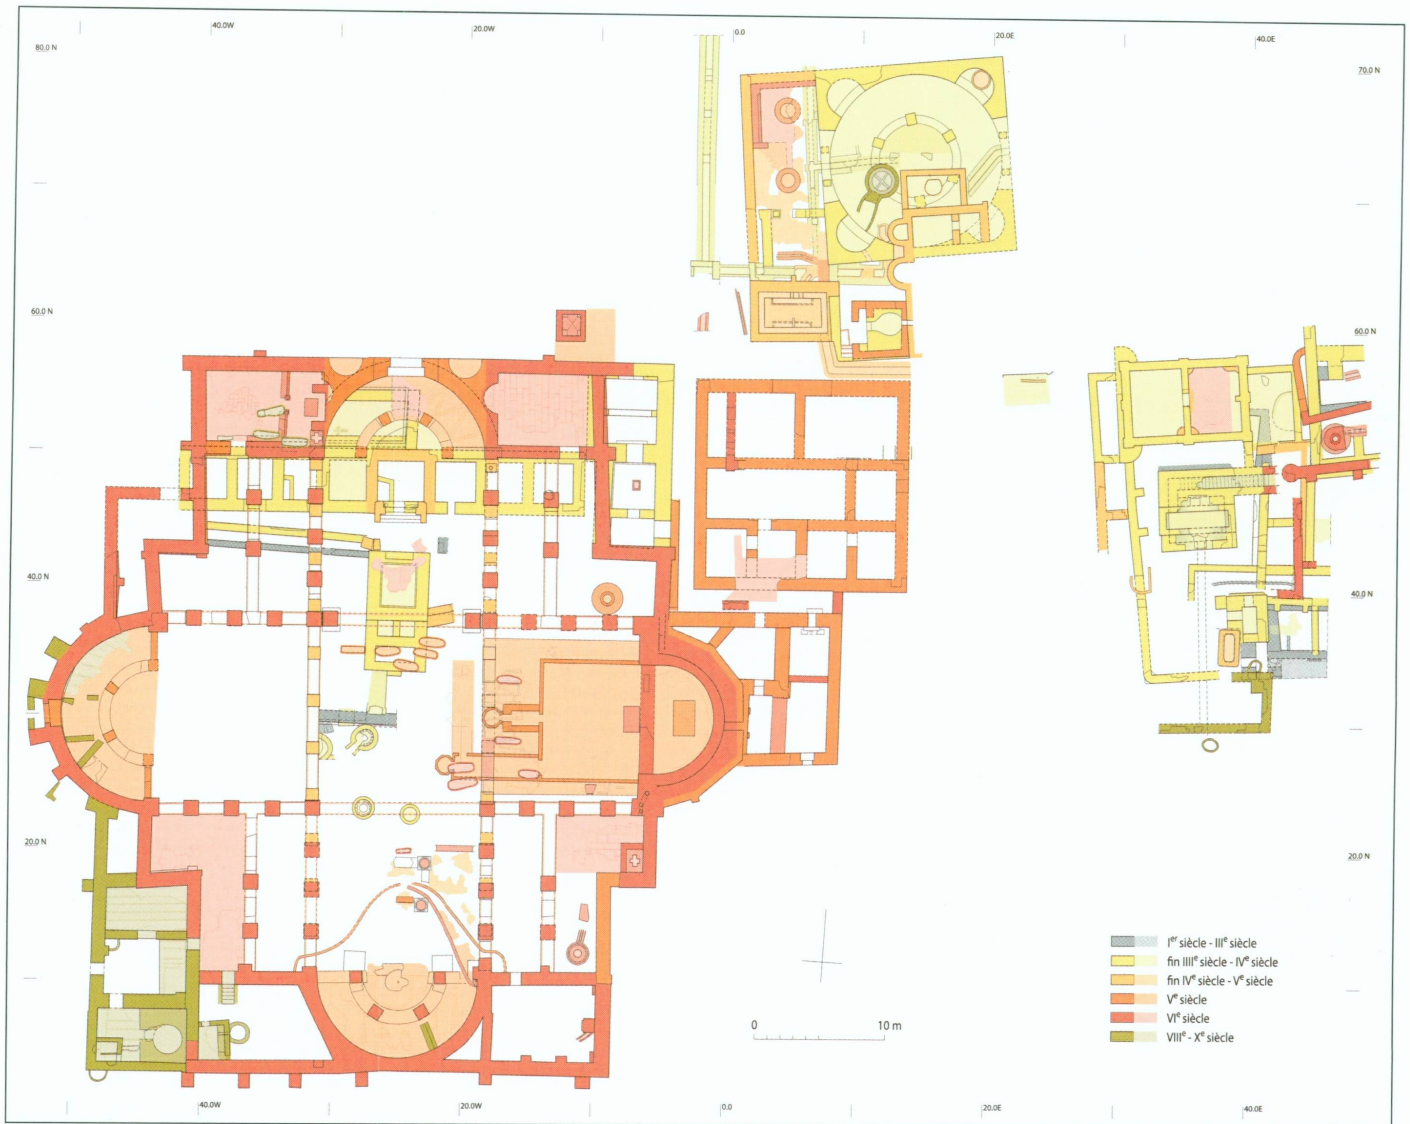 40.0W 20.0W 0.0 20.0E 40.0E
80.0 N
70.0 N
60.0 N
60.0 N
40.0 N
40.0 N
20.0 N
20.0 N
Ier siècle - IIIe siècle
fin IIIIe siècle - IVe siècle
fin IVe siècle - Ve siècle
Ve siècle
VIe siècle
VIIIe - Xe siècle
0 10 m
40.0W 20.0W 0.0 20.0E 40.0E